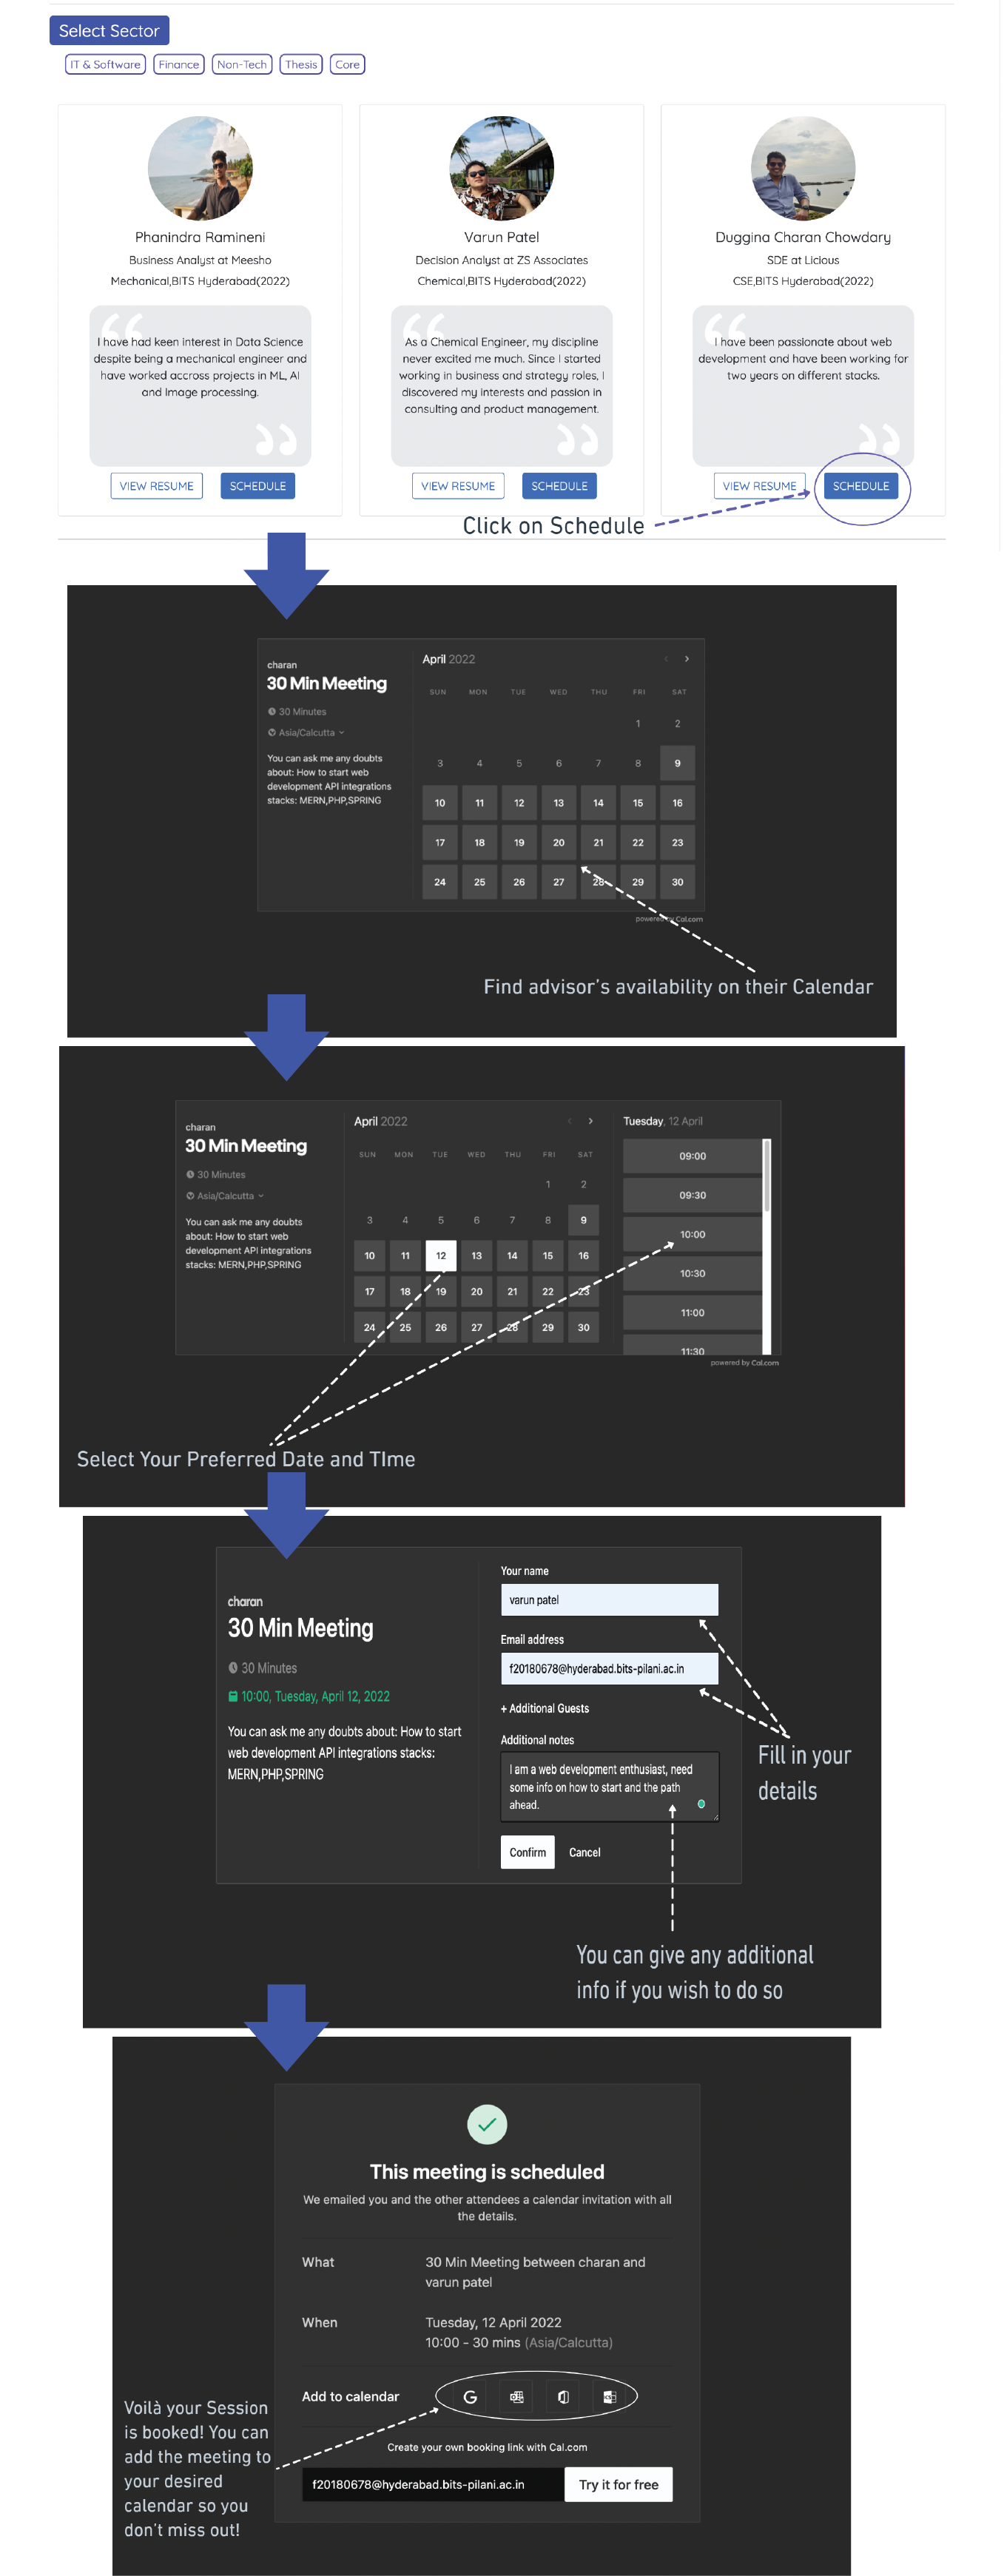 Select Sector
IT & Software Finance Non-Tech Thesis Core
Phanindra Ramineni
Business Analyst at Meesho
Mechanical,BITS Hyderabad(2022)
I have had keen interest in Data Science
despite being a mechanical engineer and
have worked accross projects in ML, AI
and Image processing.
VIEW RESUME SCHEDULE
Varun Patel
Decision Analyst at ZS Associates
Chemical,BITS Hyderabad(2022)
As a Chemical Engineer, my discipline
never excited me much. Since I started
working in business and strategy roles, I
discovered my interests and passion in
consulting and product management.
VIEW RESUME SCHEDULE
Duggina Charan Chowdary
SDE at Licious
CSE,BITS Hyderabad(2022)
I have been passionate about web
development and have been working for
two years on different stacks.
VIEW RESUME SCHEDULE
Click on Schedule
charan
30 Min Meeting
30 Minutes
Asia/Calcutta
You can ask me any doubts
about: How to start web
development API integrations
stacks: MERN,PHP,SPRING
April 2022
SUN MON TUE WED THU FRI SAT
1 2
3 4 5 6 7 8 9
10 11 12 13 14 15 16
17 18 19 20 21 22 23
24 25 26 27 28 29 30
powered by Cal.com
Find advisor's availability on their Calendar
charan
30 Min Meeting
30 Minutes
Asia/Calcutta
You can ask me any doubts
about: How to start web
development API integrations
stacks: MERN,PHP,SPRING
April 2022
SUN MON TUE WED THU FRI SAT
1 2
3 4 5 6 7 8 9
10 11 12 13 14 15 16
17 18 19 20 21 22 23
24 25 26 27 28 29 30
Tuesday, 12 April
09:00
09:30
10:00
10:30
11:00
11:30
powered by Cal.com
Select Your Preferred Date and TIme
charan
30 Min Meeting
30 Minutes
10:00, Tuesday, April 12, 2022
You can ask me any doubts about: How to start
web development API integrations stacks:
MERN,PHP,SPRING
Your name
varun patel
Email address
f20180678@hyderabad.bits-pilani.ac.in
+ Additional Guests
Additional notes
I am a web development enthusiast, need
some info on how to start and the path
ahead.
Confirm Cancel
Fill in your
details
You can give any additional
info if you wish to do so
This meeting is scheduled
We emailed you and the other attendees a calendar invitation with all
the details.
What 30 Min Meeting between charan and
varun patel
When Tuesday, 12 April 2022
10:00 - 30 mins (Asia/Calcutta)
Add to calendar
Create your own booking link with Cal.com
f20180678@hyderabad.bits-pilani.ac.in Try it for free
Voilà your Session
is booked! You can
add the meeting to
your desired
calendar so you
don't miss out!